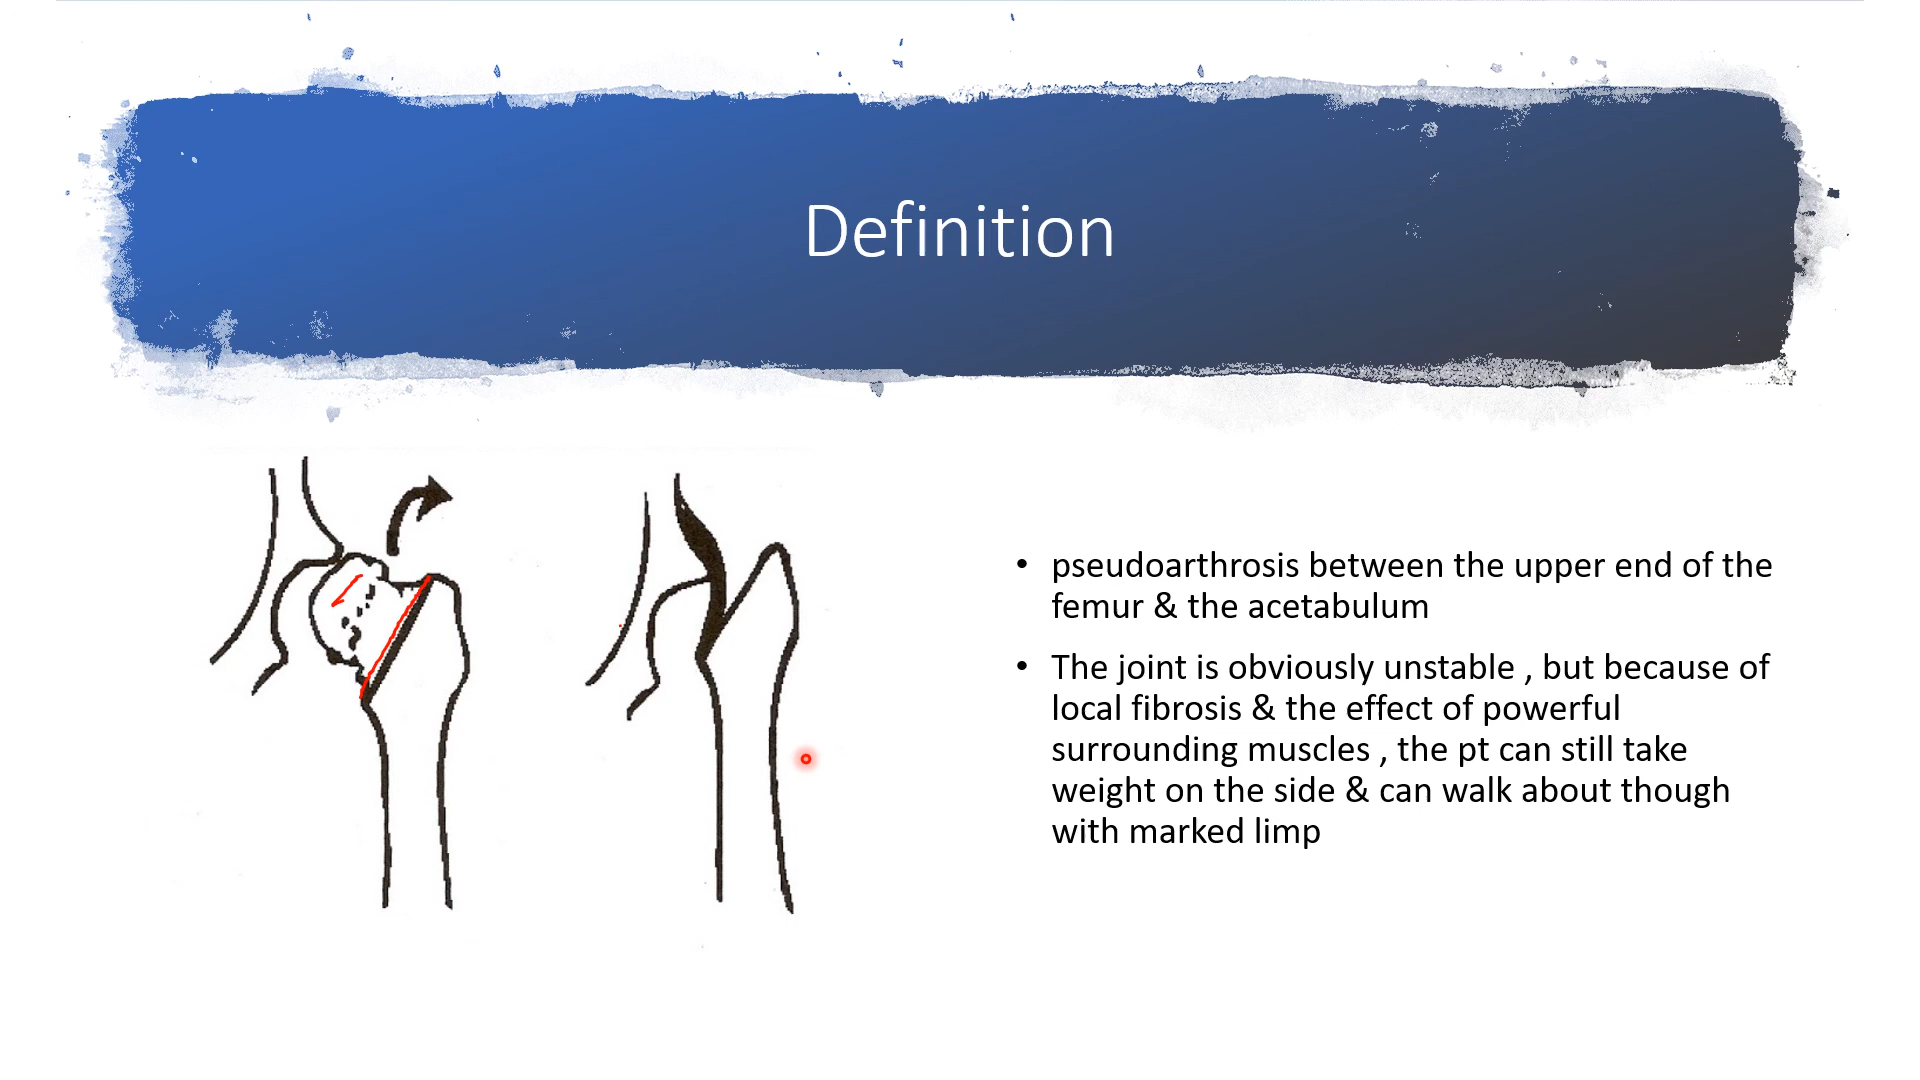 Definition
• pseudoarthrosis between the upper end of the
femur & the acetabulum
• The joint is obviously unstable , but because of
local fibrosis & the effect of powerful
surrounding muscles , the pt can still take
weight on the side & can walk about though
with marked limp